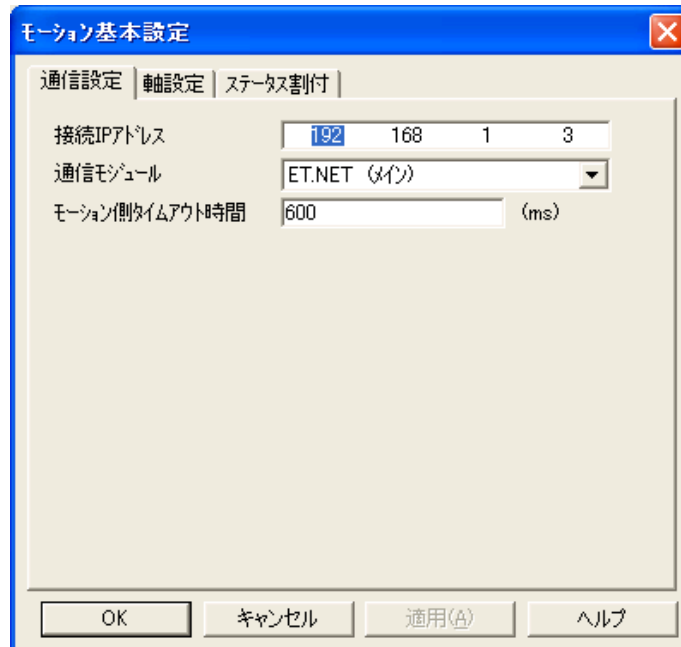 モーション基本設定
通信設定 軸設定 ステータス割付
接続IPアドレス 192 168 1 3
通信モジュール ET.NET (メイン)
モーション側タイムアウト時間 600 (ms)
OK キャンセル 適用(A) ヘルプ